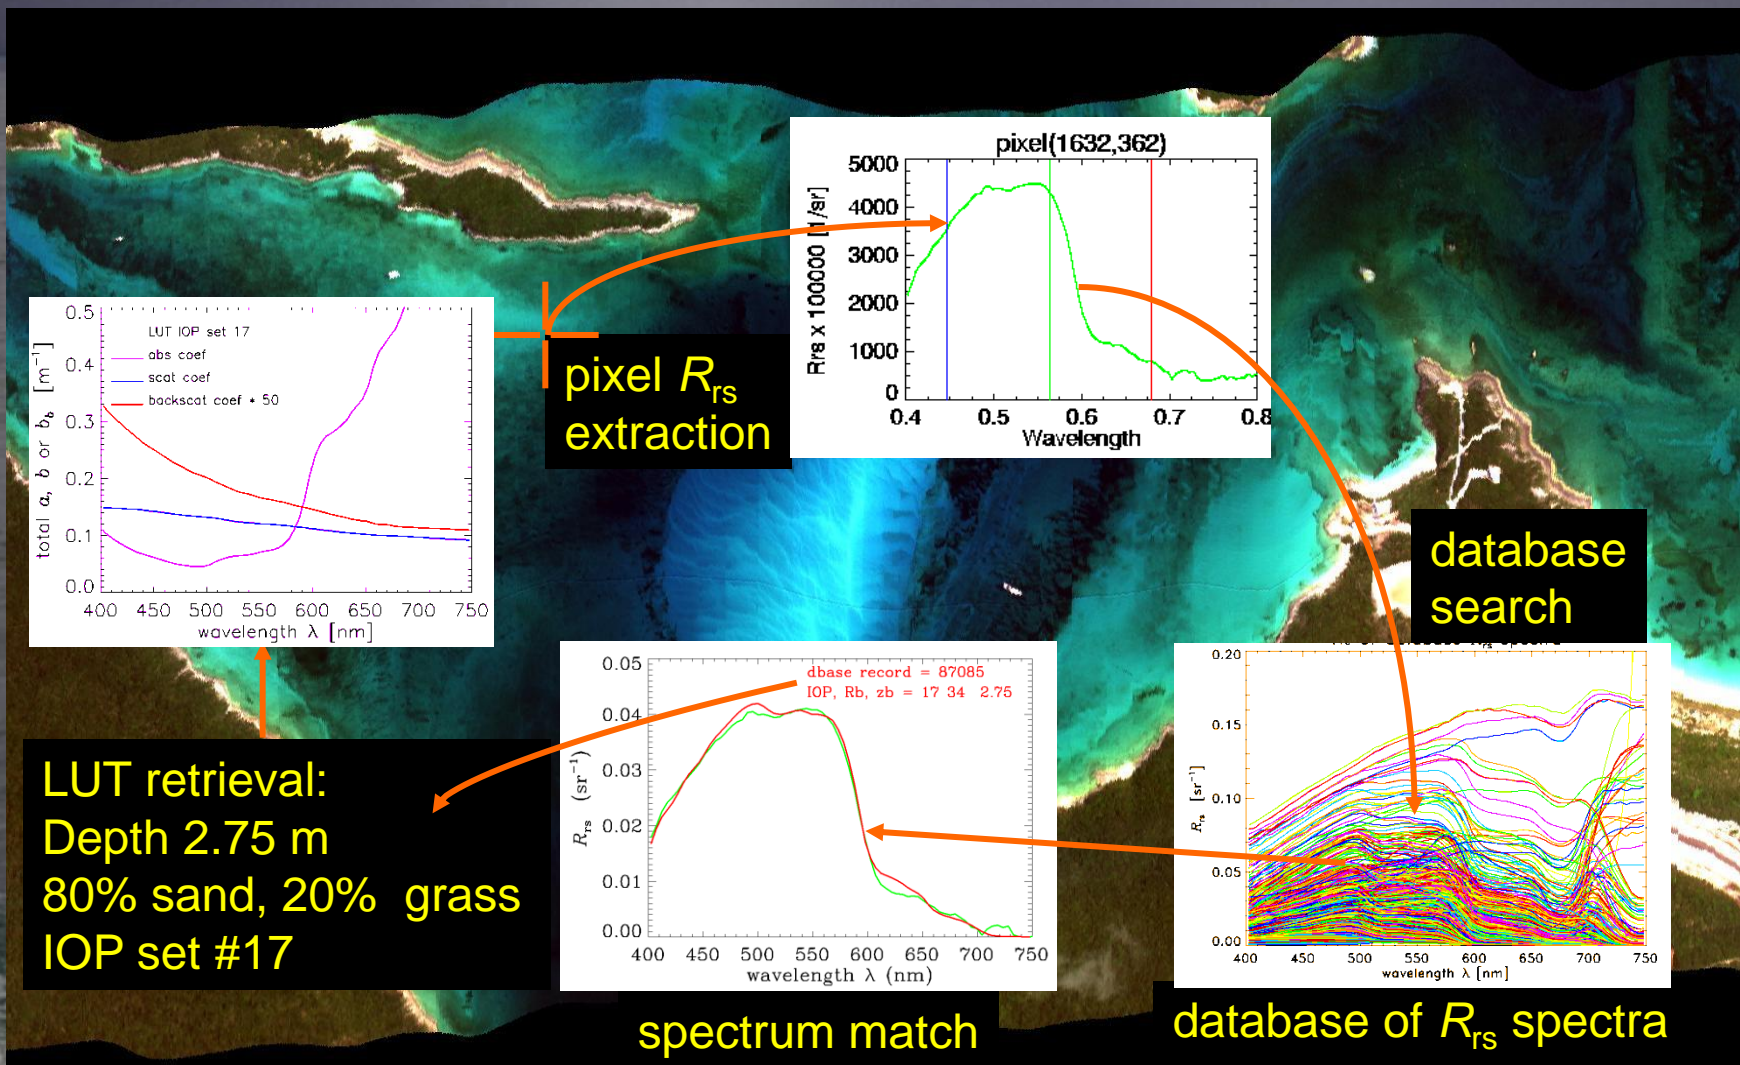 pixel(1632,362)
5000
4000
3000
2000
1000
0
Rrs x 100000 [1/sr]
0.4 0.5 0.6 0.7 0.8
Wavelength
pixel Rrs
extraction
LUT IOP set 17
abs coef
scat coef
backscat coef * 50
0.5
0.4
0.3
0.2
0.1
0.0
total a, b or bb [m⁻¹]
400 450 500 550 600 650 700 750
wavelength λ [nm]
database
search
0.20
0.15
0.10
0.05
0.00
Rrs [sr⁻¹]
400 450 500 550 600 650 700 750
wavelength λ [nm]
database of Rrs spectra
dbase record = 87085
IOP, Rb, zb = 17 34 2.75
0.05
0.04
0.03
0.02
0.01
0.00
Rrs (sr⁻¹)
400 450 500 550 600 650 700 750
wavelength λ (nm)
spectrum match
LUT retrieval:
Depth 2.75 m
80% sand, 20% grass
IOP set #17